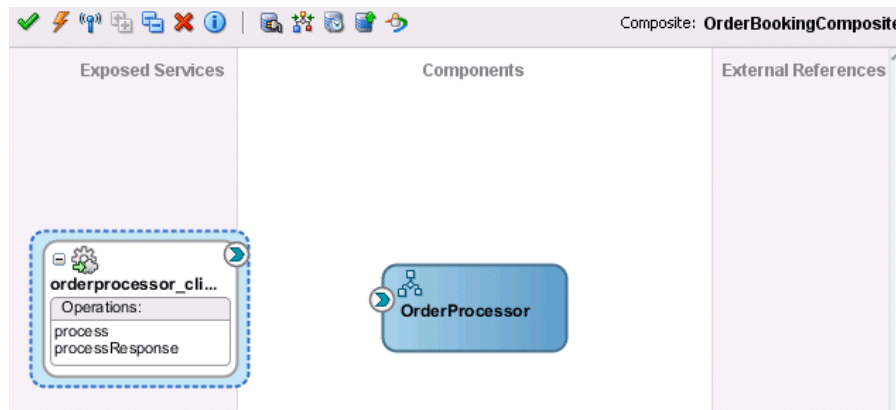 Composite: OrderBookingComposite
Exposed Services
Components
External References
orderprocessor_cli...
Operations:
process
processResponse
OrderProcessor